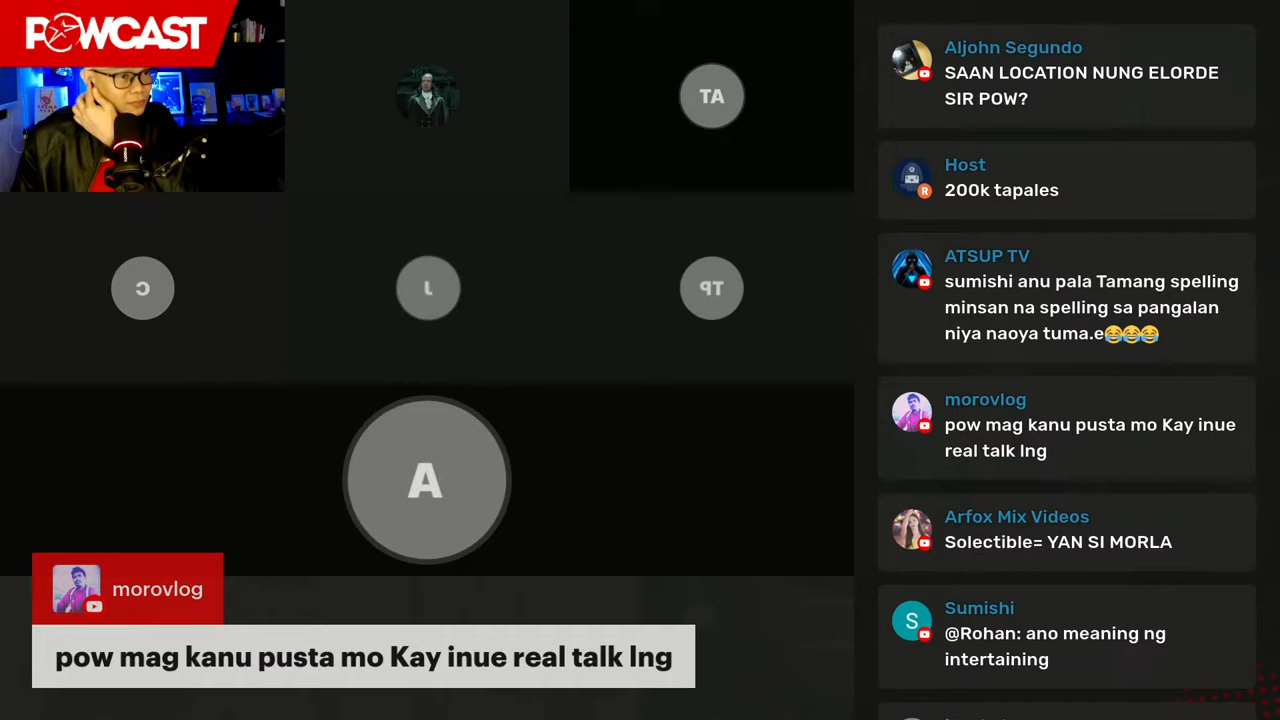 POWCAST
TA
C
J
TP
A
morovlog
pow mag kanu pusta mo Kay inue real talk lng
Aljohn Segundo
SAAN LOCATION NUNG ELORDE
SIR POW?
Host
R
200k tapales
ATSUP TV
sumishi anu pala Tamang spelling
minsan na spelling sa pangalan
niya naoya tuma.e😂😂😂
morovlog
pow mag kanu pusta mo Kay inue
real talk lng
Arfox Mix Videos
Solectible= YAN SI MORLA
S
Sumishi
@Rohan: ano meaning ng
intertaining